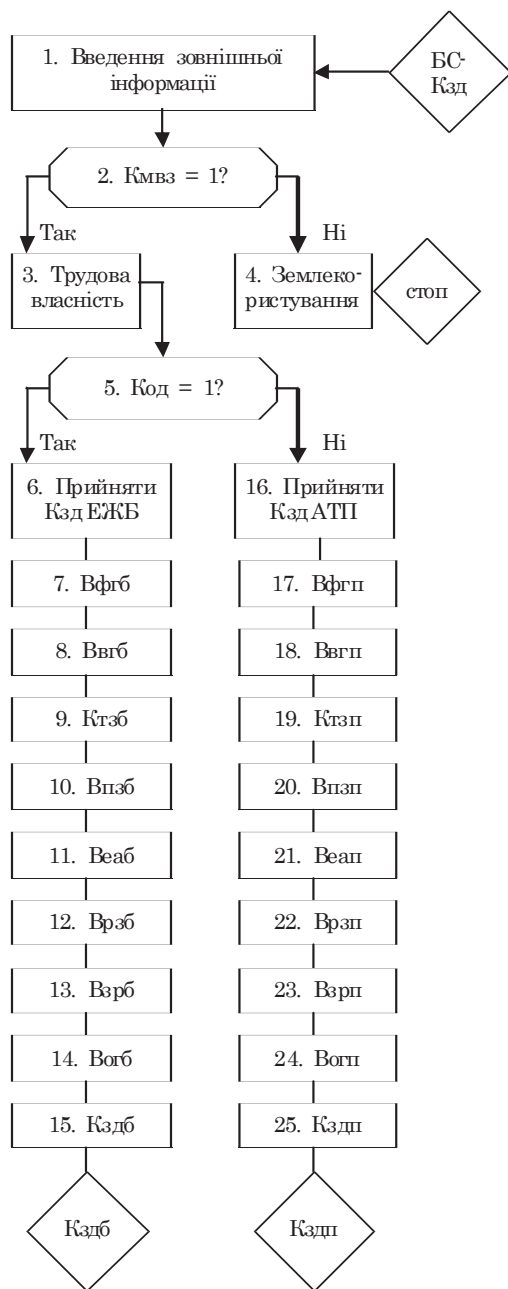 1. Введення зовнішньої
інформації
БС-
Кзд
2. Кмвз = 1?
Так
Ні
3. Трудова
власність
4. Землеко-
ристування
стоп
5. Код = 1?
Так
Ні
6. Прийняти
Кзд ЕЖБ
16. Прийняти
Кзд АТП
7. Вфгб
17. Вфгп
8. Ввгб
18. Ввгп
9. Ктзб
19. Ктзп
10. Впзб
20. Впзп
11. Веаб
21. Веап
12. Врзб
22. Врзп
13. Взрб
23. Взрп
14. Вогб
24. Вогп
15. Кздб
25. Кздп
Кздб
Кздп